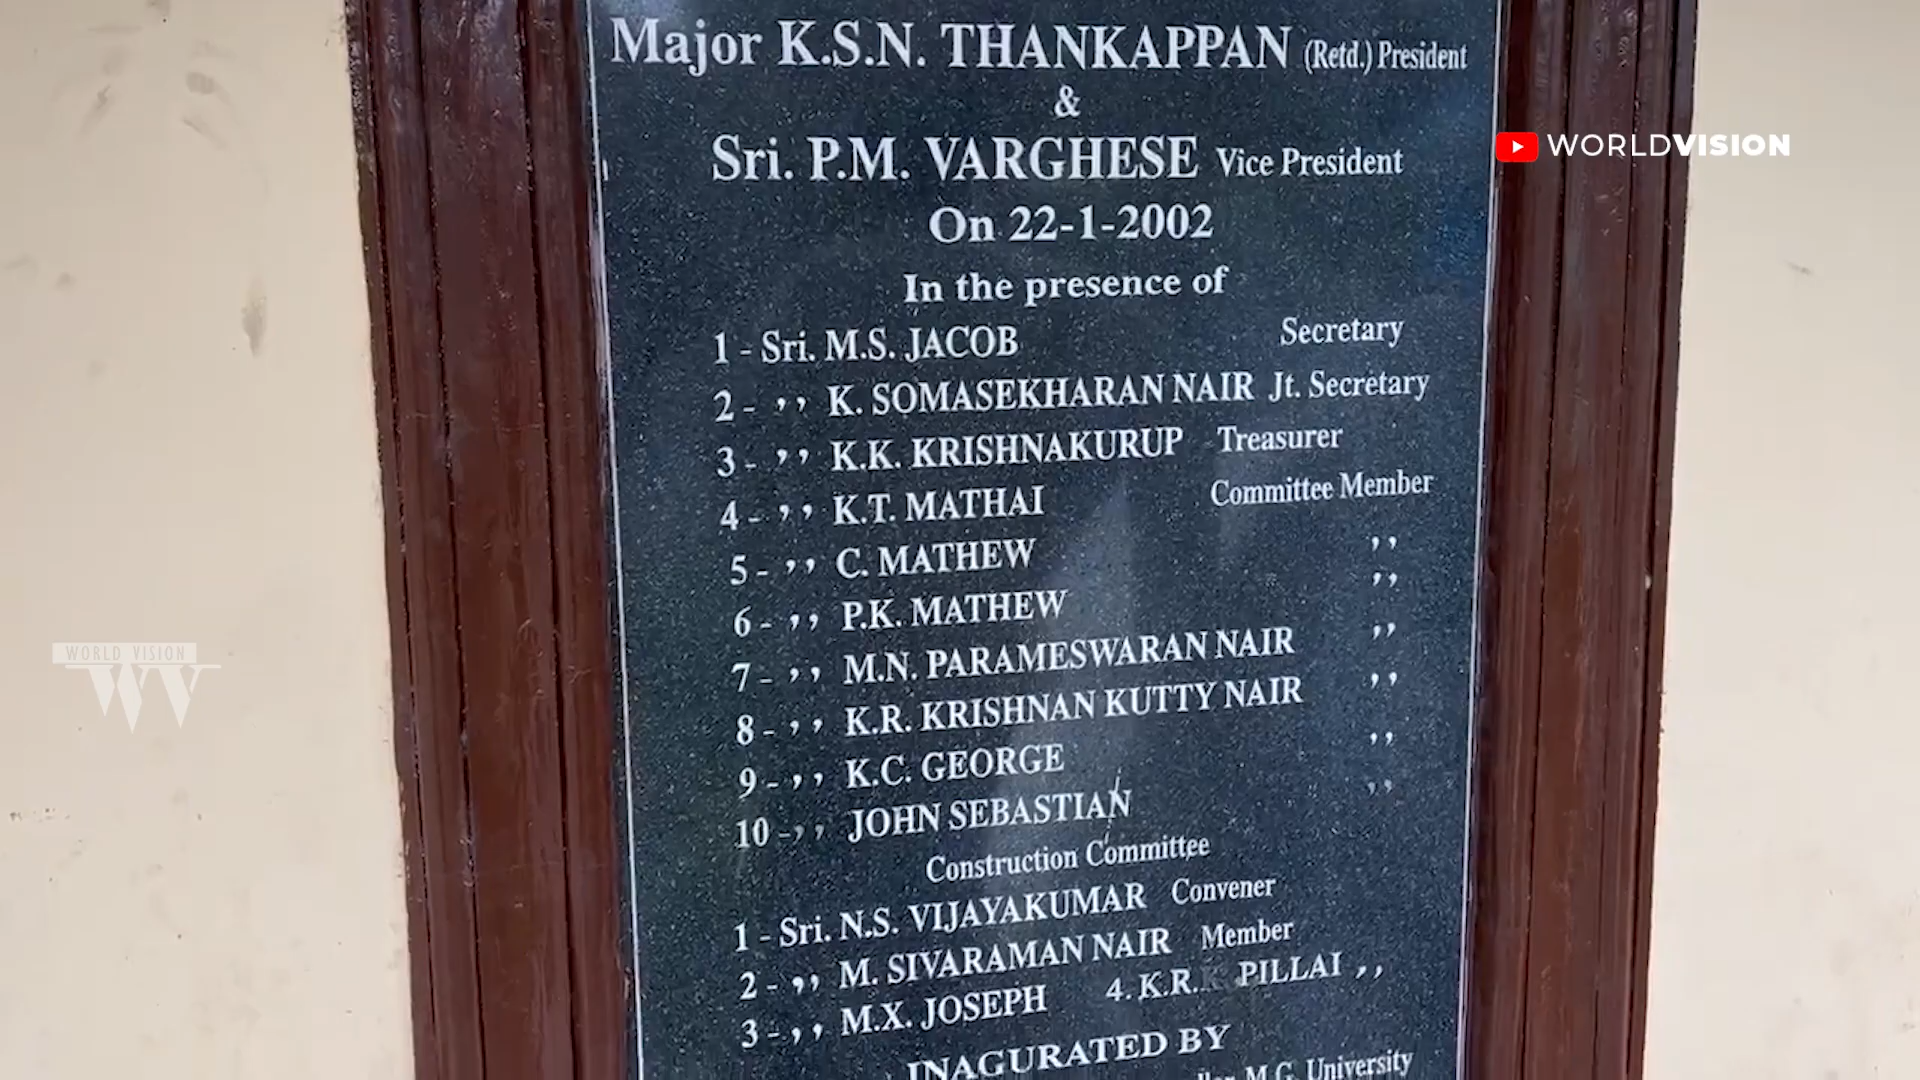 Major K.S.N. THANKAPPAN (Retd.) President
&
Sri. P.M. VARGHESE Vice President
On 22-1-2002
In the presence of
1 - Sri. M.S. JACOB Secretary
2 - ,, K. SOMASEKHARAN NAIR Jt. Secretary
3 - ,, K.K. KRISHNAKURUP Treasurer
4 - ,, K.T. MATHAI Committee Member
5 - ,, C. MATHEW ,,
6 - ,, P.K. MATHEW ,,
7 - ,, M.N. PARAMESWARAN NAIR ,,
8 - ,, K.R. KRISHNAN KUTTY NAIR ,,
9 - ,, K.C. GEORGE ,,
10 - ,, JOHN SEBASTIAN ,,
Construction Committee
1 - Sri. N.S. VIJAYAKUMAR Convener
2 - ,, M. SIVARAMAN NAIR Member
3 - ,, M.X. JOSEPH 4. K.R. PILLAI ,,
INAGURATED BY
M.G. University
WORLDVISION
WORLD VISION
WV